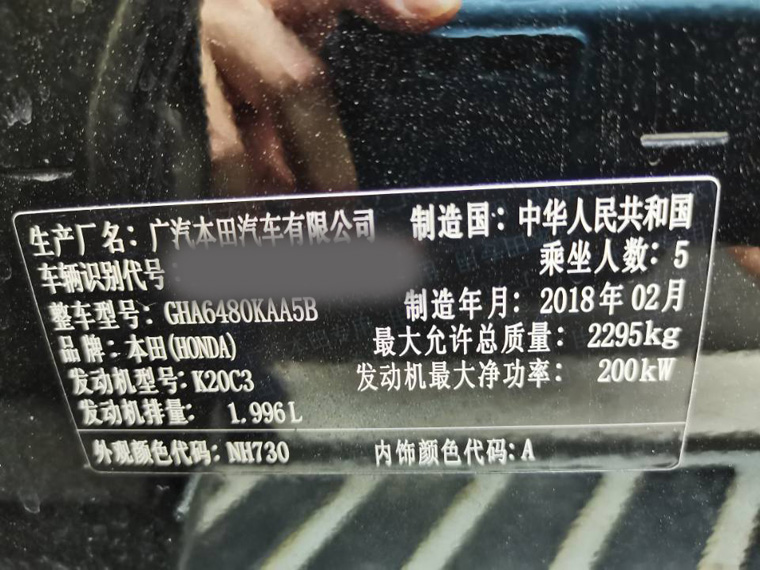 生产厂名：广汽本田汽车有限公司 制造国：中华人民共和国
车辆识别代号 乘坐人数：5
整车型号：GHA6480KAA5B 制造年月：2018年02月
品牌：本田(HONDA) 最大允许总质量：2295kg
发动机型号：K20C3 发动机最大净功率：200kW
发动机排量：1.996L
外观颜色代码：NH730 内饰颜色代码：A